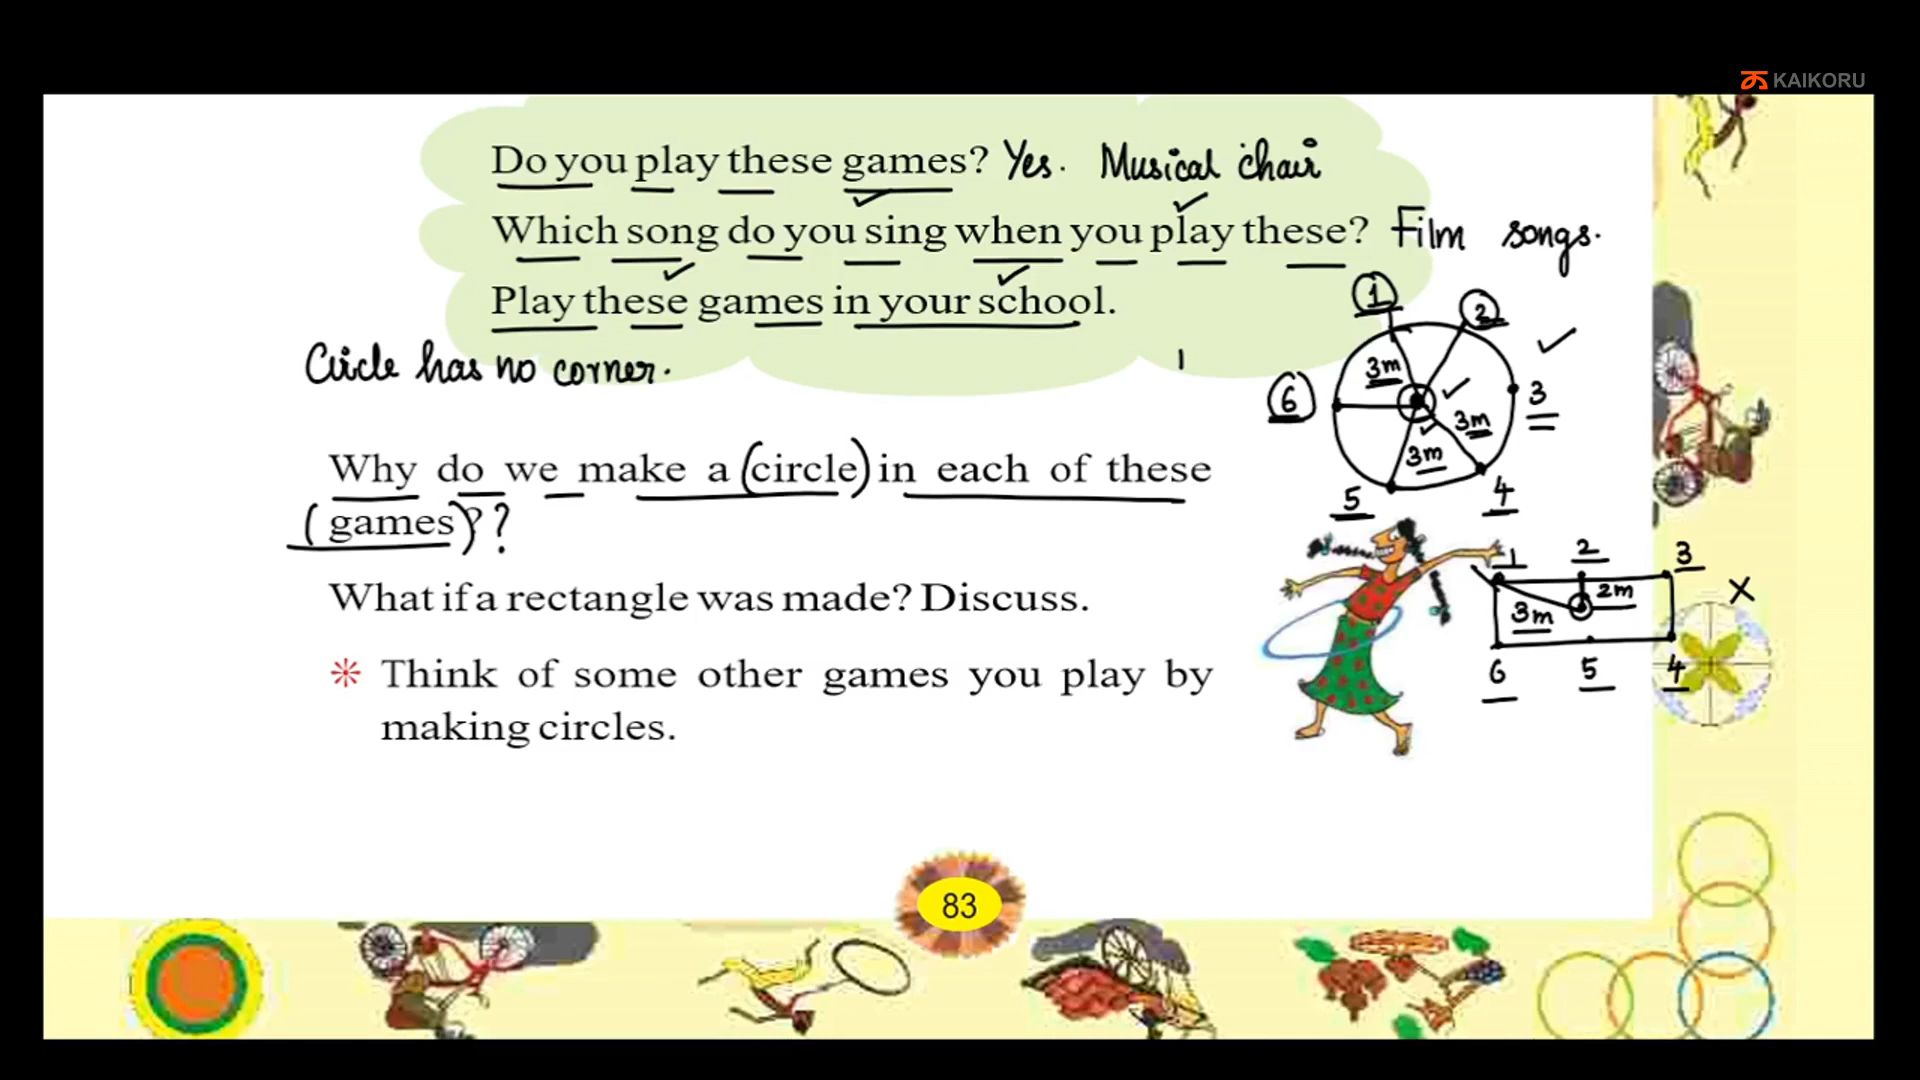 KAIKORU
Do you play these games? Yes. Musical chair
Which song do you sing when you play these? Film songs.
Play these games in your school.
Circle has no corner.
1
2
3m
6
3
3m
3m
5
4
Why do we make a (circle) in each of these
(games)??
1
2
3
2m
3m
6
5
4
What if a rectangle was made? Discuss.
Think of some other games you play by
making circles.
83